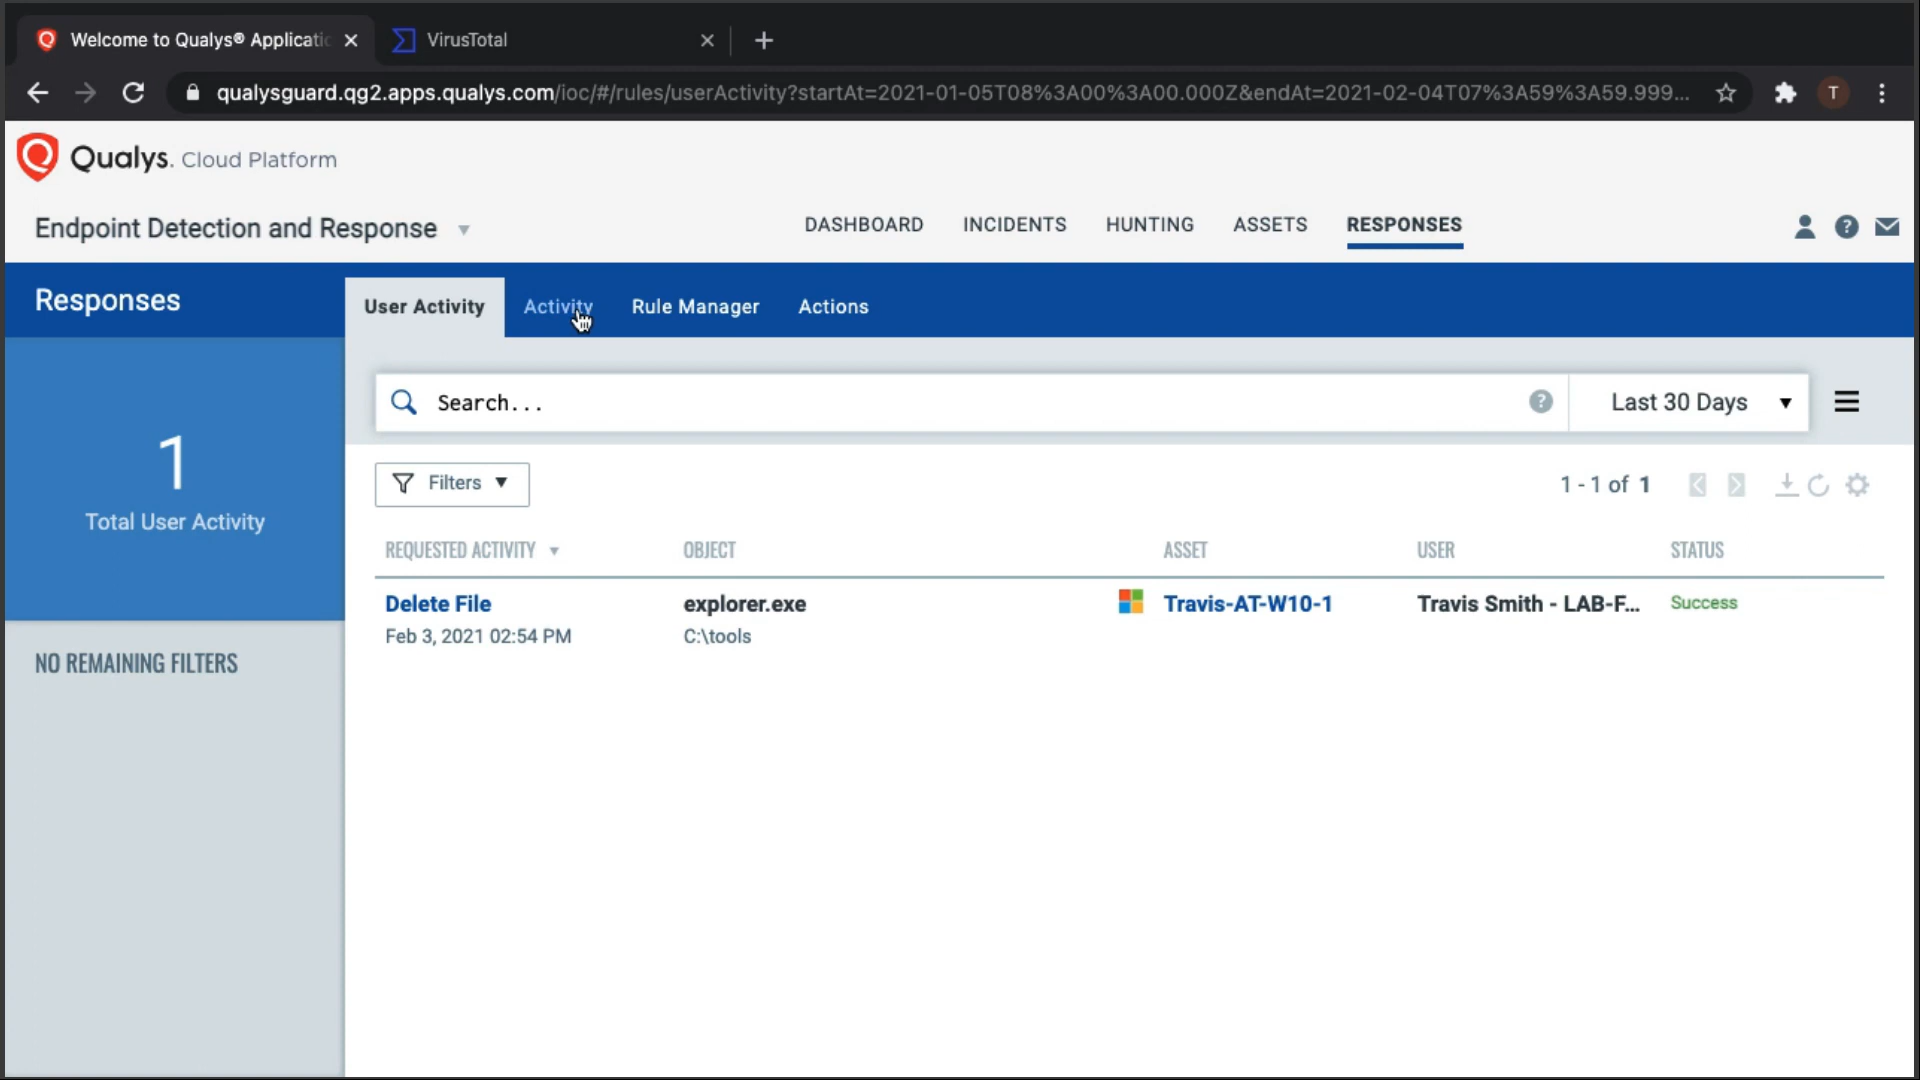 Welcome to Qualys® Applicatio
VirusTotal
qualysguard.qg2.apps.qualys.com/ioc/#/rules/userActivity?startAt=2021-01-05T08%3A00%3A00.000Z&endAt=2021-02-04T07%3A59%3A59.999...
T
Qualys. Cloud Platform
Endpoint Detection and Response
DASHBOARD
INCIDENTS
HUNTING
ASSETS
RESPONSES
Responses
User Activity
Activity
Rule Manager
Actions
Search...
Last 30 Days
1
Total User Activity
Filters
1 - 1 of 1
REQUESTED ACTIVITY
OBJECT
ASSET
USER
STATUS
Delete File
explorer.exe
Travis-AT-W10-1
Travis Smith - LAB-F...
Success
Feb 3, 2021 02:54 PM
C:\tools
NO REMAINING FILTERS